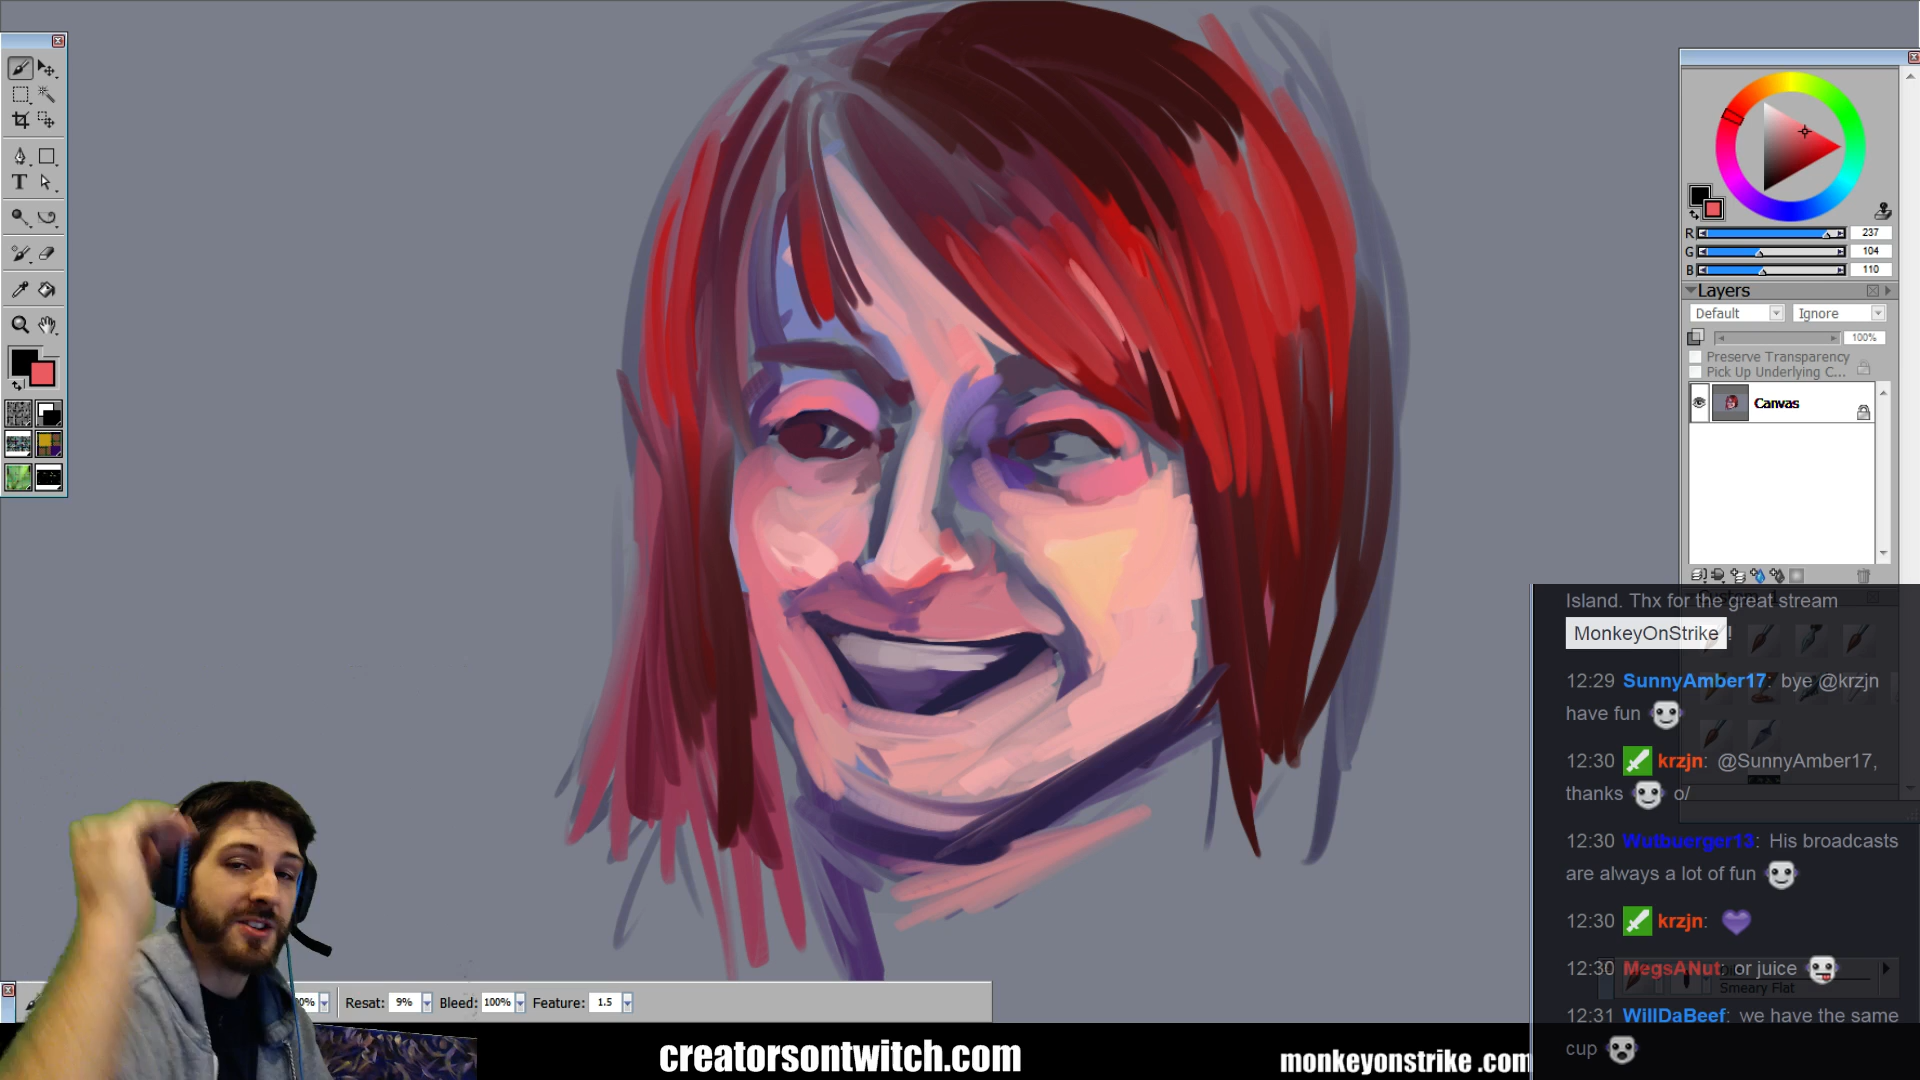 R 237
G 104
B 110
Layers
Default Ignore
100%
Preserve Transparency
Pick Up Underlying C...
Canvas
T
Island. Thx for the great stream
MonkeyOnStrike !
12:29 SunnyAmber17: bye @krzjn
have fun
12:30 krzjn: @SunnyAmber17,
thanks o/
12:30 Wutbuerger13: His broadcasts
are always a lot of fun
12:30 krzjn:
12:30 MegsANut: or juice
Smeary Flat
12:31 WillDaBeef: we have the same
cup
Resat: 9% Bleed: 100% Feature: 1.5
creatorsontwitch.com
monkeyonstrike .com